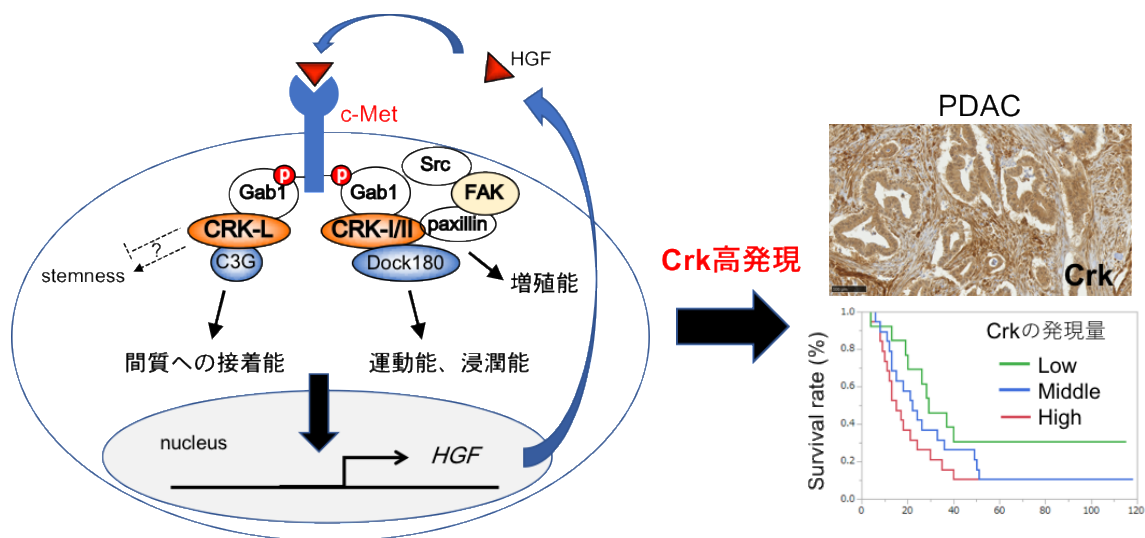 HGF
c-Met
p
p
Gab1
Gab1
Src
FAK
CRK-L
CRK-I/II
paxillin
C3G
Dock180
?
stemness
増殖能
間質への接着能
運動能、浸潤能
nucleus
HGF
Crk高発現
PDAC
Crk
Crkの発現量
Low
Middle
High
Survival rate (%)
1.0
0.8
0.6
0.4
0.2
0.0
0 20 40 60 80 100 120